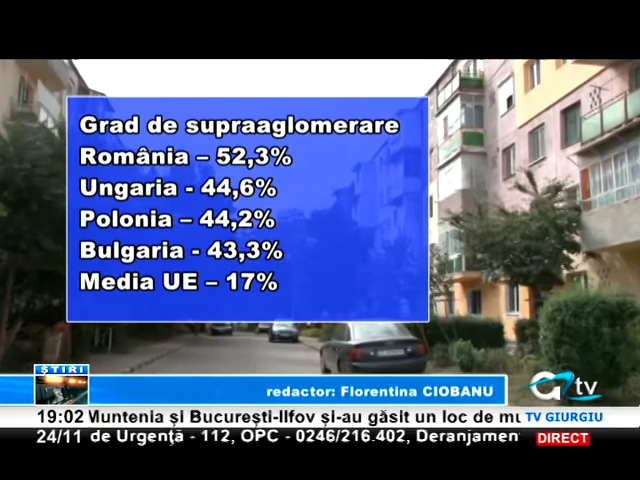 Grad de supraaglomerare
România – 52,3%
Ungaria - 44,6%
Polonia – 44,2%
Bulgaria - 43,3%
Media UE – 17%
ŞTIRI
redactor: Florentina CIOBANU
G tv
19:02 Muntenia şi Bucureşti-Ilfov şi-au găsit un loc de mu
TV GIURGIU
24/11 de Urgenţă - 112, OPC - 0246/216.402, Deranjamen
DIRECT